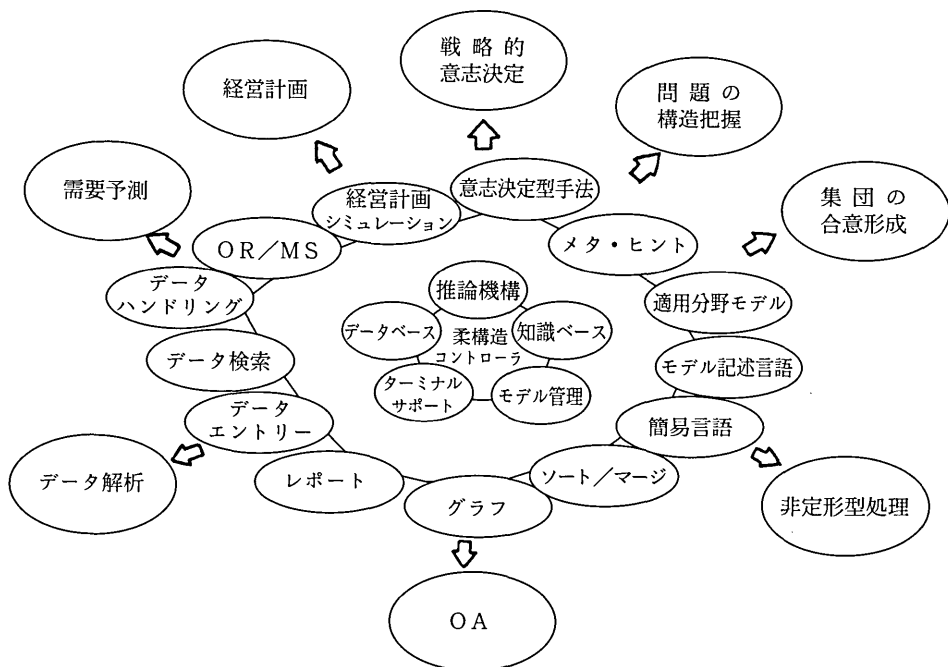 戦略的
意志決定
経営計画
問題の
構造把握
需要予測
集団の
合意形成
経営計画
シミュレーション
意志決定型手法
OR/MS
メタ・ヒント
データ
ハンドリング
適用分野モデル
推論機構
データベース
柔構造
コントローラ
知識ベース
データ検索
モデル記述言語
ターミナル
サポート
モデル管理
データ
エントリー
簡易言語
データ解析
レポート
グラフ
ソート/マージ
非定形型処理
OA